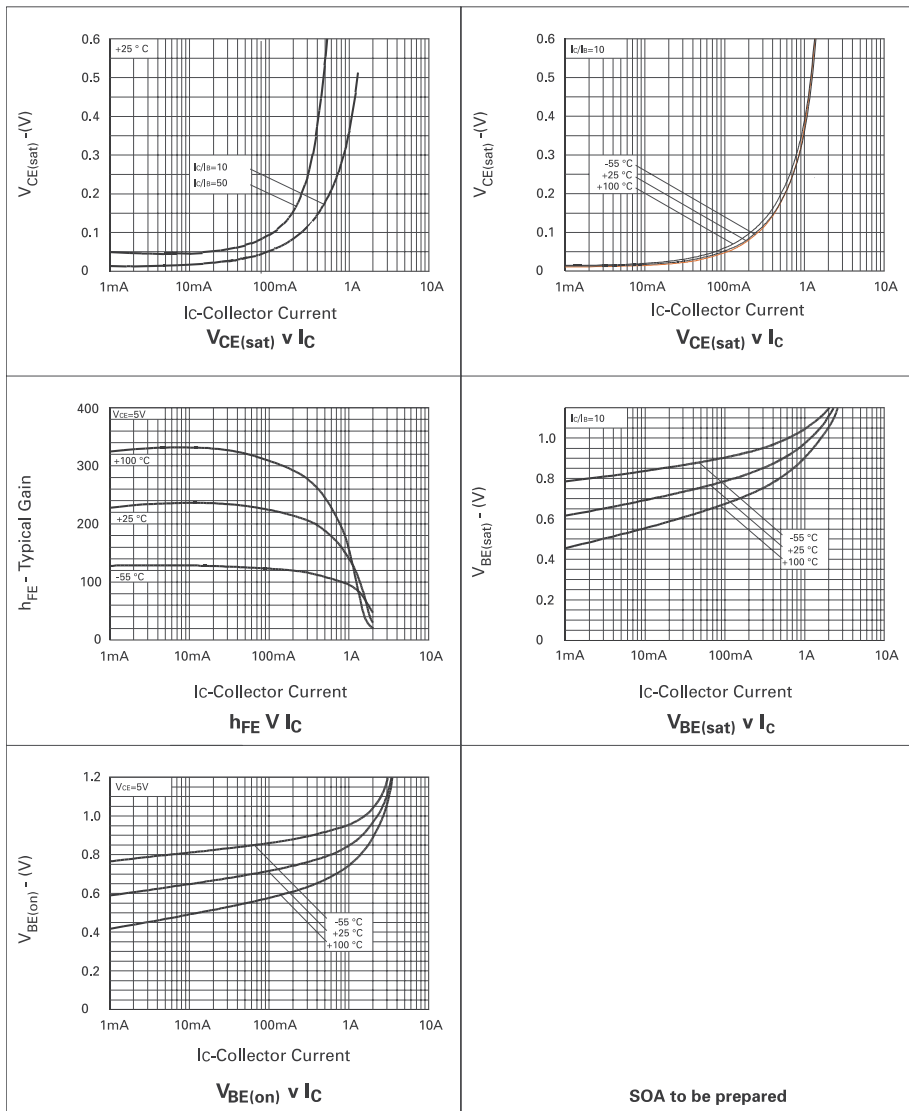 +25 °C
0.6
0.5
0.4
0.3
0.2
0.1
0
VCE(sat) -(V)
IC/IB=10
IC/IB=50
1mA 10mA 100mA 1A 10A
IC-Collector Current
VCE(sat) v IC
IC/IB=10
0.6
0.5
0.4
0.3
0.2
0.1
0
VCE(sat) -(V)
-55 °C
+25 °C
+100 °C
1mA 10mA 100mA 1A 10A
IC-Collector Current
VCE(sat) v IC
VCE=5V
400
300
200
100
0
hFE - Typical Gain
+100 °C
+25 °C
-55 °C
1mA 10mA 100mA 1A 10A
IC-Collector Current
hFE V IC
IC/IB=10
1.0
0.8
0.6
0.4
0.2
0
VBE(sat) - (V)
-55 °C
+25 °C
+100 °C
1mA 10mA 100mA 1A 10A
IC-Collector Current
VBE(sat) v IC
VCE=5V
1.2
1.0
0.8
0.6
0.4
0.2
0
VBE(on) - (V)
-55 °C
+25 °C
+100 °C
1mA 10mA 100mA 1A 10A
IC-Collector Current
VBE(on) v IC
SOA to be prepared